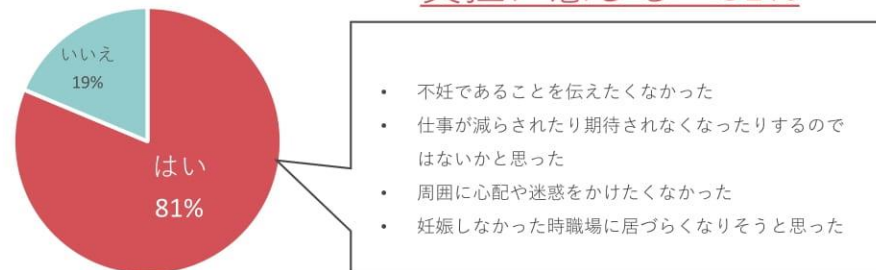 いいえ
19%
はい
81%
• 不妊であることを伝えたくなかった
• 仕事が減らされたり期待されなくなったりするので
はないかと思った
• 周囲に心配や迷惑をかけたくなかった
• 妊娠しなかった時職場に居づらくなりそうと思った